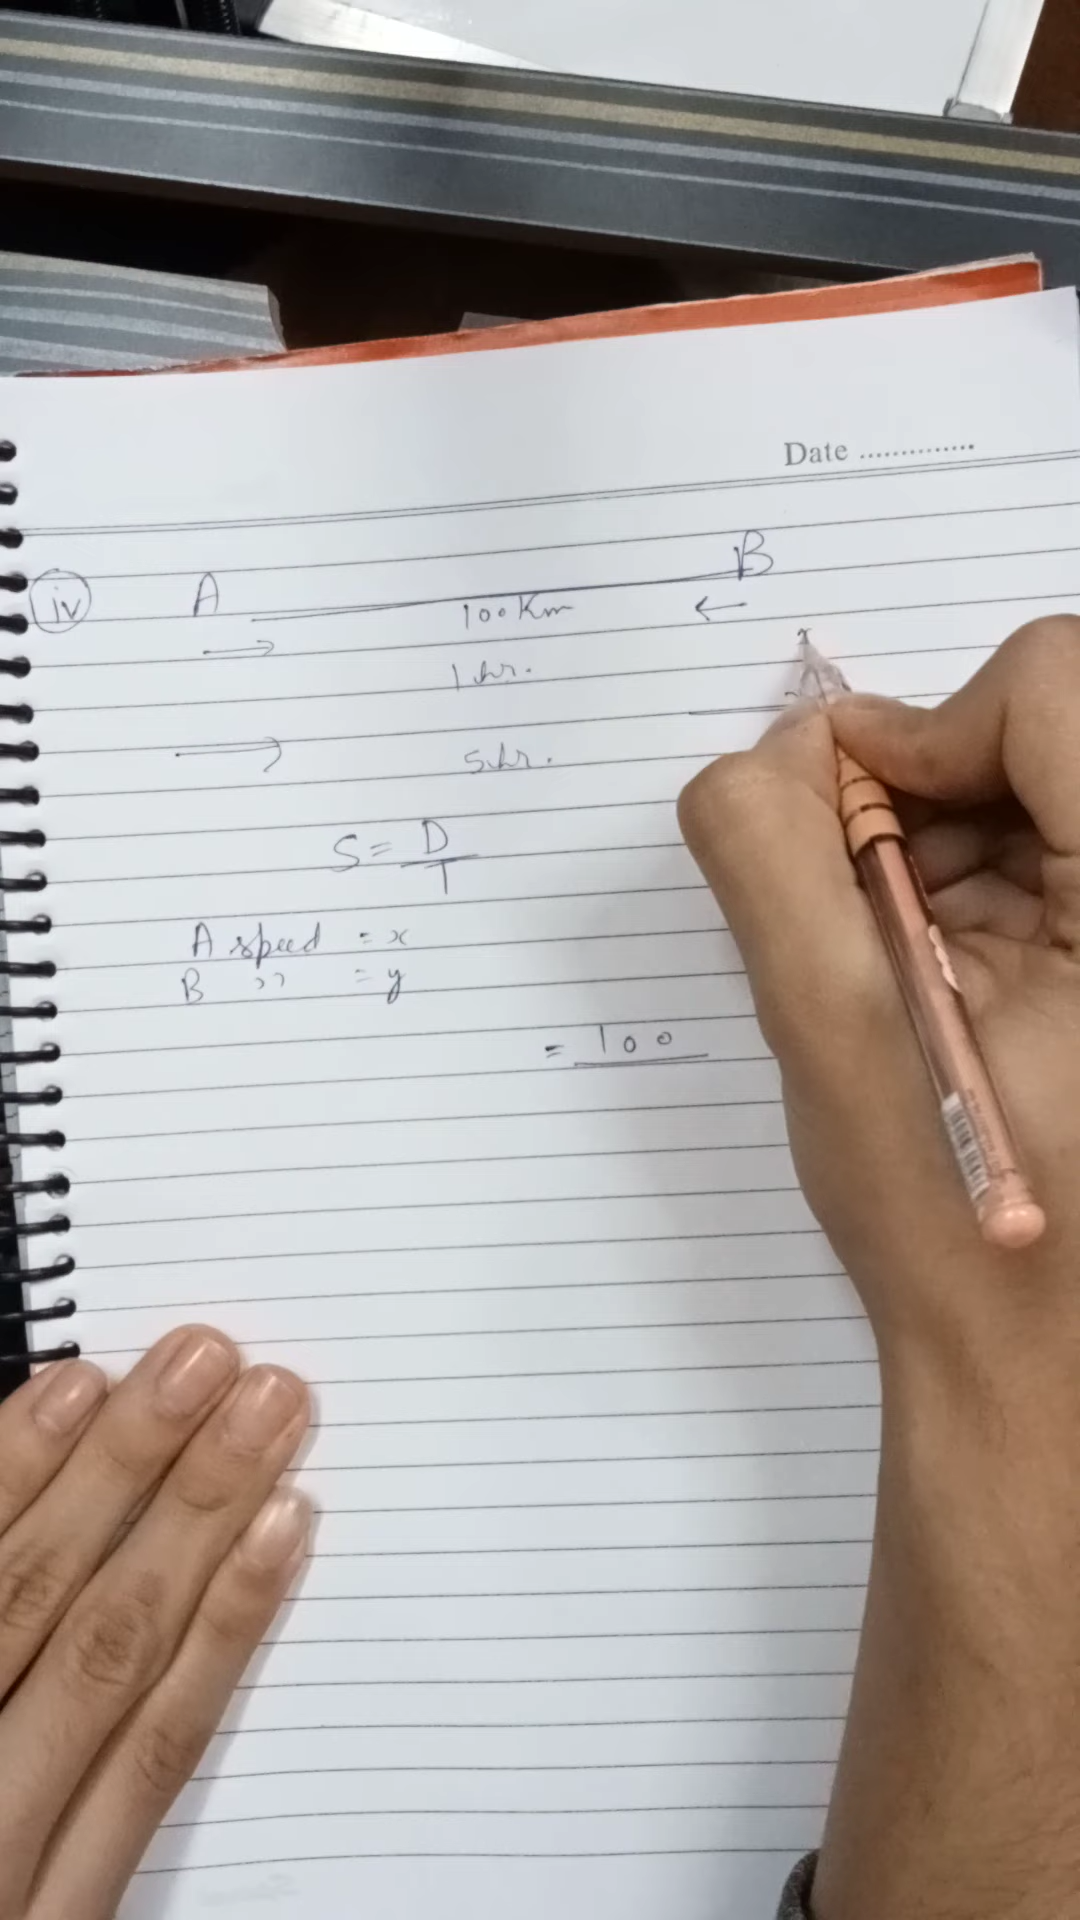 Date ..............
iv A B
100 Km ←
→
1 hr.
→ 5 hr.
S = D
T
A speed = x
B ,, = y
= 100